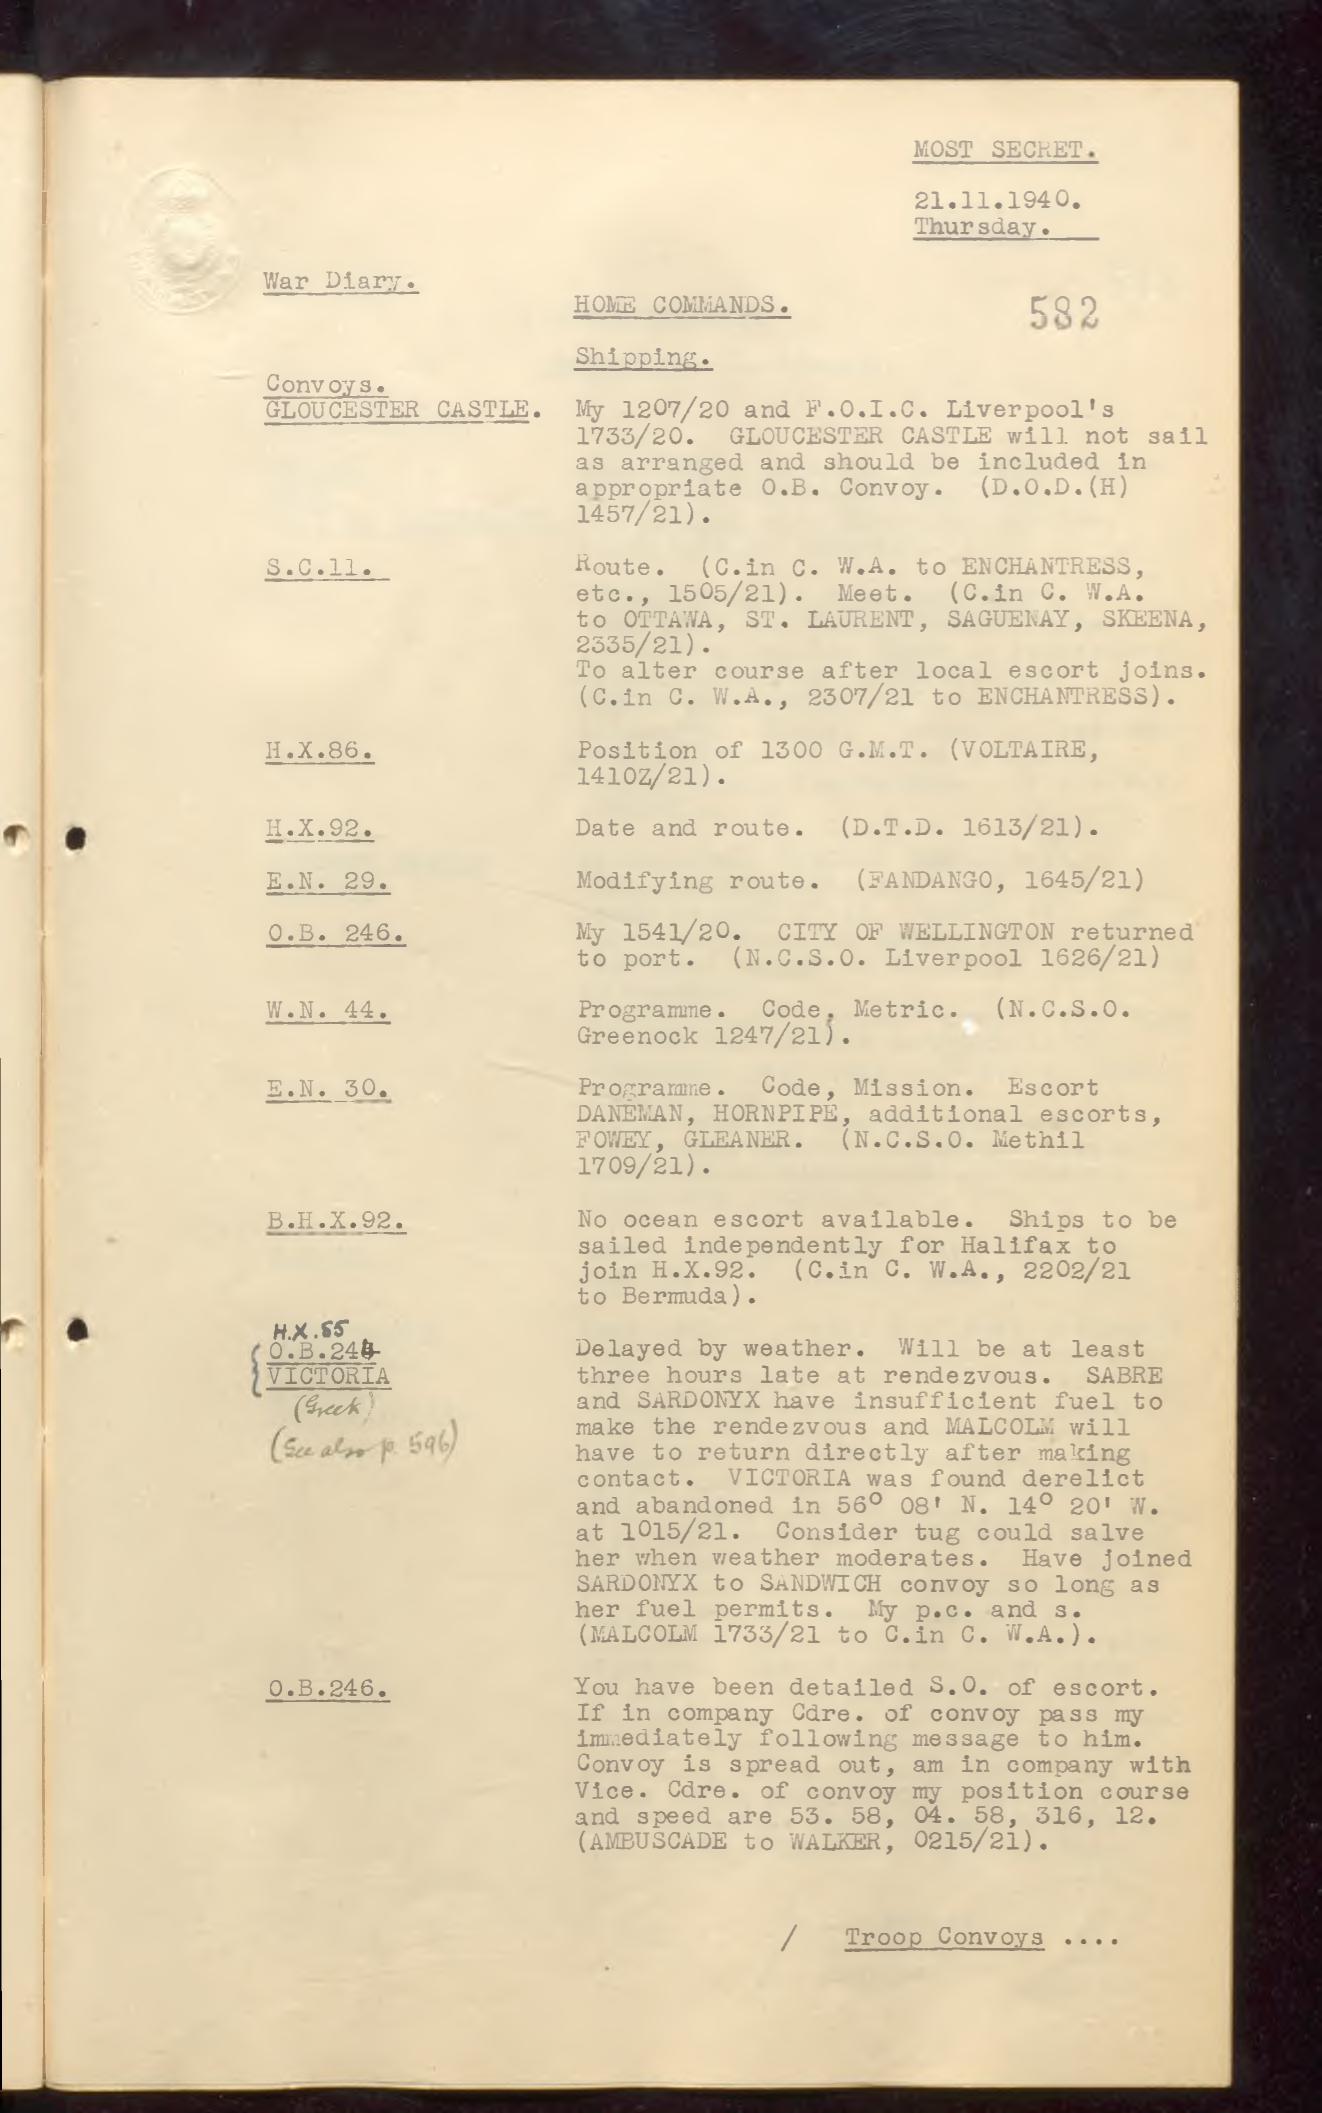 MOST SECRET.
21.11.1940.
Thursday.
War Diary.
HOME COMMANDS.
582
Shipping.
Convoys.
GLOUCESTER CASTLE.
My 1207/20 and F.O.I.C. Liverpool's
1733/20. GLOUCESTER CASTLE will not sail
as arranged and should be included in
appropriate O.B. Convoy. (D.O.D.(H)
1457/21).
S.C.11.
Route. (C.in C. W.A. to ENCHANTRESS,
etc., 1505/21). Meet. (C.in C. W.A.
to OTTAWA, ST. LAURENT, SAGUENAY, SKEENA,
2335/21).
To alter course after local escort joins.
(C.in C. W.A., 2307/21 to ENCHANTRESS).
H.X.86.
Position of 1300 G.M.T. (VOLTAIRE,
1410Z/21).
H.X.92.
Date and route. (D.T.D. 1613/21).
E.N. 29.
Modifying route. (FANDANGO, 1645/21)
O.B. 246.
My 1541/20. CITY OF WELLINGTON returned
to port. (N.C.S.O. Liverpool 1626/21)
W.N. 44.
Programme. Code, Metric. (N.C.S.O.
Greenock 1247/21).
E.N. 30.
Programme. Code, Mission. Escort
DANEMAN, HORNPIPE, additional escorts,
FOWEY, GLEANER. (N.C.S.O. Methil
1709/21).
B.H.X.92.
No ocean escort available. Ships to be
sailed independently for Halifax to
join H.X.92. (C.in C. W.A., 2202/21
to Bermuda).
H.X.85
O.B.244
VICTORIA
(Greek)
(See also p. 596)
Delayed by weather. Will be at least
three hours late at rendezvous. SABRE
and SARDONYX have insufficient fuel to
make the rendezvous and MALCOLM will
have to return directly after making
contact. VICTORIA was found derelict
and abandoned in 56° 08' N. 14° 20' W.
at 1015/21. Consider tug could salve
her when weather moderates. Have joined
SARDONYX to SANDWICH convoy so long as
her fuel permits. My p.c. and s.
(MALCOLM 1733/21 to C.in C. W.A.).
O.B.246.
You have been detailed S.O. of escort.
If in company Cdre. of convoy pass my
immediately following message to him.
Convoy is spread out, am in company with
Vice. Cdre. of convoy my position course
and speed are 53. 58, 04. 58, 316, 12.
(AMBUSCADE to WALKER, 0215/21).
/ Troop Convoys ....